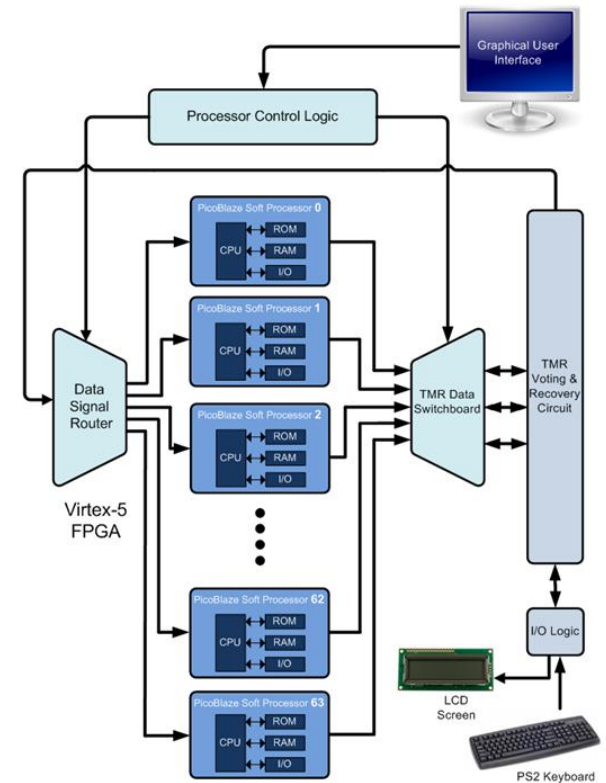 Graphical User
Interface
Processor Control Logic
PicoBlaze Soft Processor 0
CPU
ROM
RAM
I/O
PicoBlaze Soft Processor 1
CPU
ROM
RAM
I/O
Data
Signal
Router
PicoBlaze Soft Processor 2
CPU
ROM
RAM
I/O
TMR Data
Switchboard
TMR
Voting &
Recovery
Circuit
Virtex-5
FPGA
PicoBlaze Soft Processor 62
CPU
ROM
RAM
I/O
PicoBlaze Soft Processor 63
CPU
ROM
RAM
I/O
I/O Logic
LCD
Screen
PS2 Keyboard